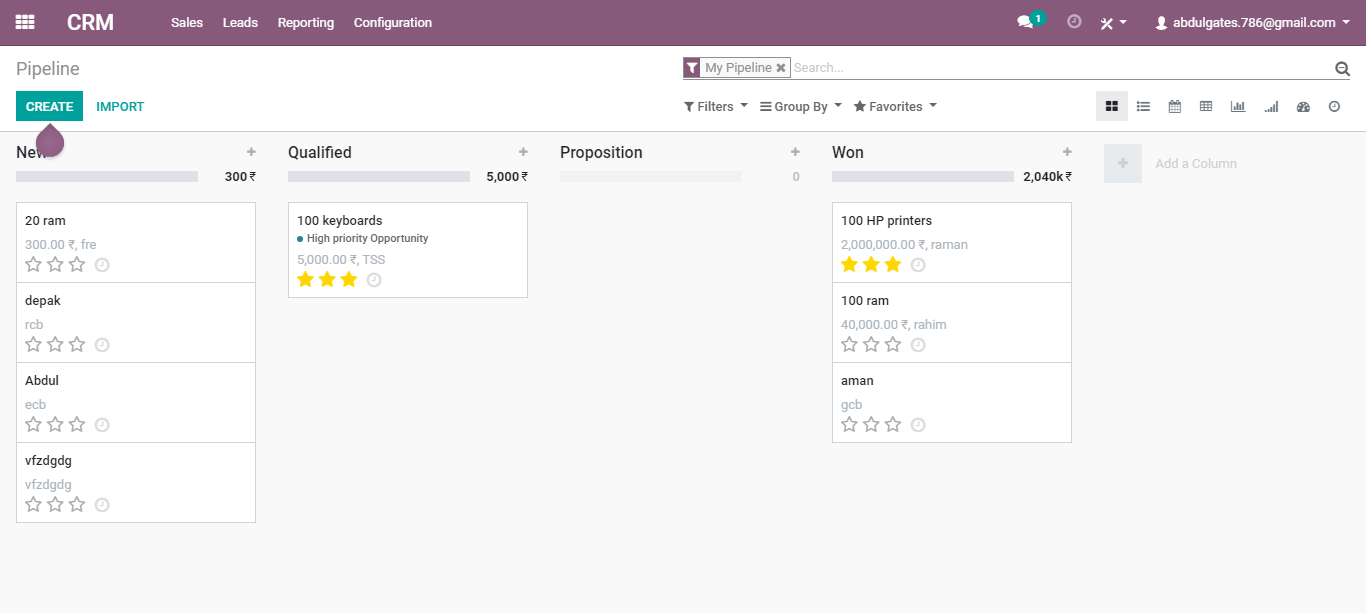 CRM Sales Leads Reporting Configuration 1 abdulgates.786@gmail.com
Pipeline
My Pipeline Search...
CREATE IMPORT
Filters Group By Favorites
New
300 ₹
20 ram
300.00 ₹, fre
depak
rcb
Abdul
ecb
vfzdgdg
vfzdgdg
Qualified
5,000 ₹
100 keyboards
High priority Opportunity
5,000.00 ₹, TSS
Proposition
0
Won
2,040k ₹
100 HP printers
2,000,000.00 ₹, raman
100 ram
40,000.00 ₹, rahim
aman
gcb
Add a Column